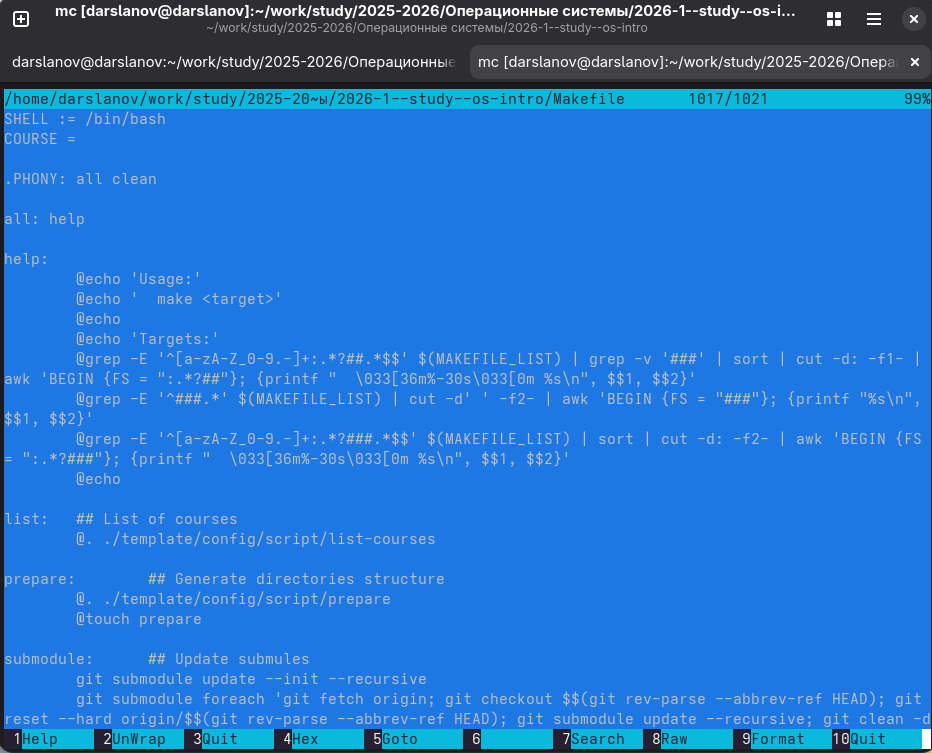 mc [darslanov@darslanov]:~/work/study/2025-2026/Операционные системы/2026-1--study--os-i...
~/work/study/2025-2026/Операционные системы/2026-1--study--os-intro
darslanov@darslanov:~/work/study/2025-2026/Операционные
mc [darslanov@darslanov]:~/work/study/2025-2026/Опера
/home/darslanov/work/study/2025-20~ы/2026-1--study--os-intro/Makefile 1017/1021 99%
SHELL := /bin/bash
COURSE =
.PHONY: all clean
all: help
help:
@echo 'Usage:'
@echo '  make <target>'
@echo
@echo 'Targets:'
@grep -E '^[a-zA-Z_0-9.-]+:.*?##.*$$' $(MAKEFILE_LIST) | grep -v '###' | sort | cut -d: -f1- |
awk 'BEGIN {FS = ":.*?##"}; {printf "  \033[36m%-30s\033[0m %s\n", $$1, $$2}'
@grep -E '^###.*' $(MAKEFILE_LIST) | cut -d' ' -f2- | awk 'BEGIN {FS = "###"}; {printf "%s\n",
$$1, $$2}'
@grep -E '^[a-zA-Z_0-9.-]+:.*?###.*$$' $(MAKEFILE_LIST) | sort | cut -d: -f2- | awk 'BEGIN {FS
= ":.*?###"}; {printf "  \033[36m%-30s\033[0m %s\n", $$1, $$2}'
@echo
list:   ## List of courses
@. ./template/config/script/list-courses
prepare:        ## Generate directories structure
@. ./template/config/script/prepare
@touch prepare
submodule:      ## Update submules
git submodule update --init --recursive
git submodule foreach 'git fetch origin; git checkout $$(git rev-parse --abbrev-ref HEAD); git
reset --hard origin/$$(git rev-parse --abbrev-ref HEAD); git submodule update --recursive; git clean -d
1Help 2UnWrap 3Quit 4Hex 5Goto 6 7Search 8Raw 9Format 10Quit